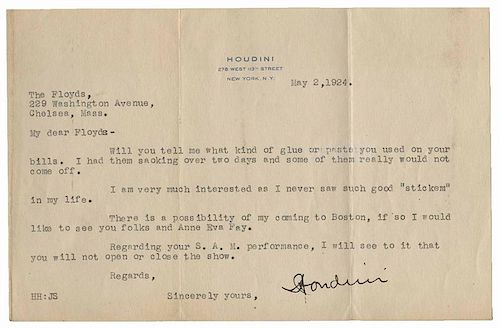 HOUDINI
278 WEST 113TH STREET
NEW YORK, N.Y.
May 2,1924.
The Floyds,
229 Washington Avenue,
Chelsea, Mass.
My dear Floyds-
Will you tell me what kind of glue or paste you used on your
bills. I had them saoking over two days and some of them really would not
come off.
I am very much interested as I never saw such good "stickem"
in my life.
There is a possibility of my coming to Boston, if so I would
like to see you folks and Anne Eva Fay.
Regarding your S. A. M. performance, I will see to it that
you will not open or close the show.
Regards,
HH:JS Sincerely yours, Houdini